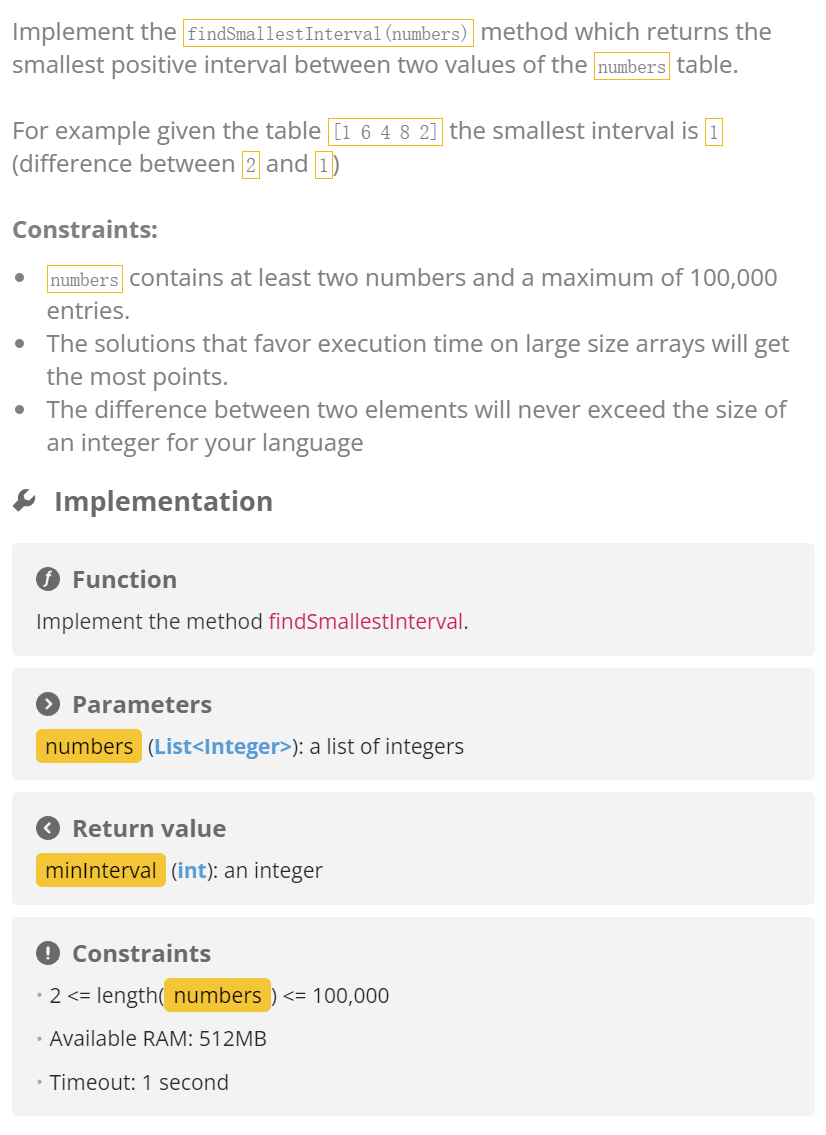 Implement the findSmallestInterval(numbers) method which returns the
smallest positive interval between two values of the numbers table.
For example given the table [1 6 4 8 2] the smallest interval is 1
(difference between 2 and 1)
Constraints:
• numbers contains at least two numbers and a maximum of 100,000
entries.
• The solutions that favor execution time on large size arrays will get
the most points.
• The difference between two elements will never exceed the size of
an integer for your language
Implementation
Function
Implement the method findSmallestInterval.
Parameters
numbers (List<Integer>): a list of integers
Return value
minInterval (int): an integer
Constraints
• 2 <= length( numbers ) <= 100,000
• Available RAM: 512MB
• Timeout: 1 second